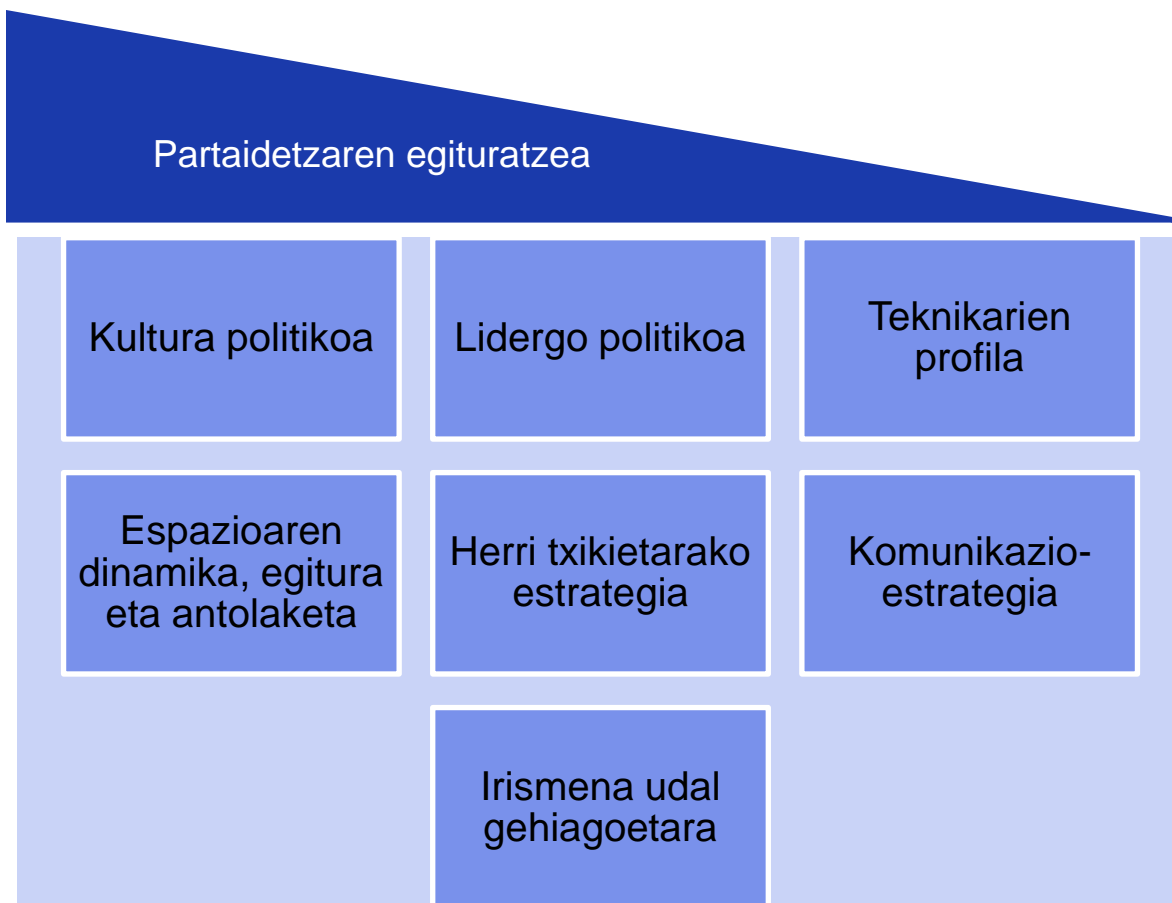 Partaidetzaren egituratzea
Kultura politikoa
Lidergo politikoa
Teknikarien
profila
Espazioaren
dinamika, egitura
eta antolaketa
Herri txikietarako
estrategia
Komunikazio-
estrategia
Irismena udal
gehiagoetara